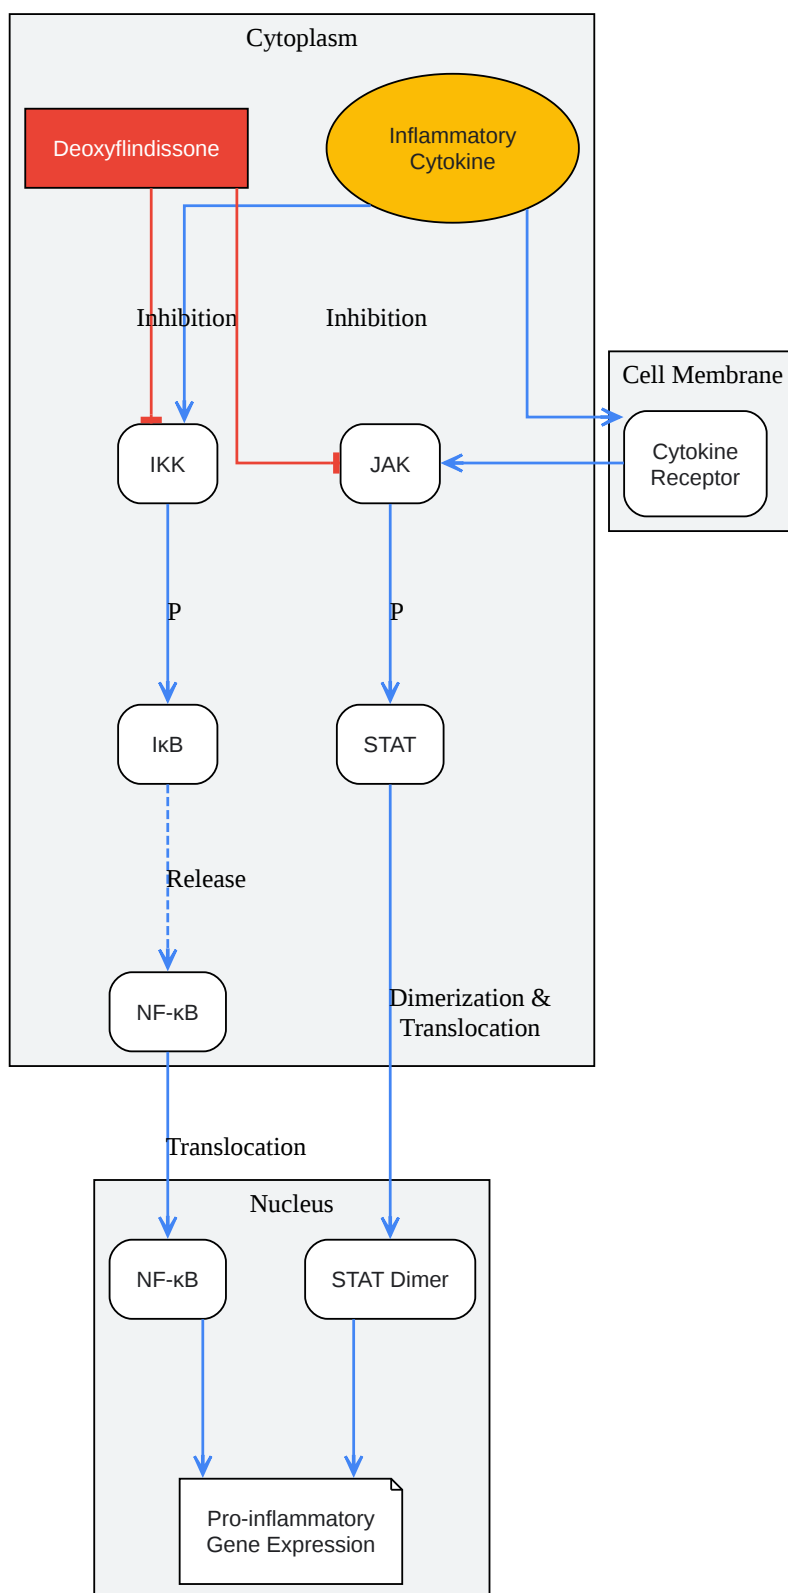 Cytoplasm
Deoxyflindissone
Inflammatory
Cytokine
Inhibition
Inhibition
Cell Membrane
IKK
JAK
Cytokine
Receptor
P
P
IκB
STAT
Release
NF-κB
Dimerization &
Translocation
Translocation
Nucleus
NF-κB
STAT Dimer
Pro-inflammatory
Gene Expression